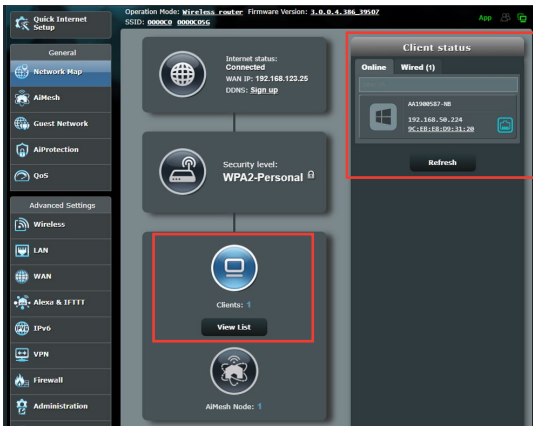 Quick Internet
Setup
Operation Mode: Wireless router Firmware Version: 3.0.0.4.386_39507
SSID: 0000C0 0000C05G
App
General
Network Map
AiMesh
Guest Network
AiProtection
QoS
Advanced Settings
Wireless
LAN
WAN
Alexa & IFTTT
IPv6
VPN
Firewall
Administration
Internet status:
Connected
WAN IP: 192.168.123.25
DDNS: Sign up
Security level:
WPA2-Personal
Clients: 1
View List
AiMesh Node: 1
Client status
Online Wired (1)
AA1900587-NB
192.168.50.224
9C:EB:E8:D9:31:20
Refresh